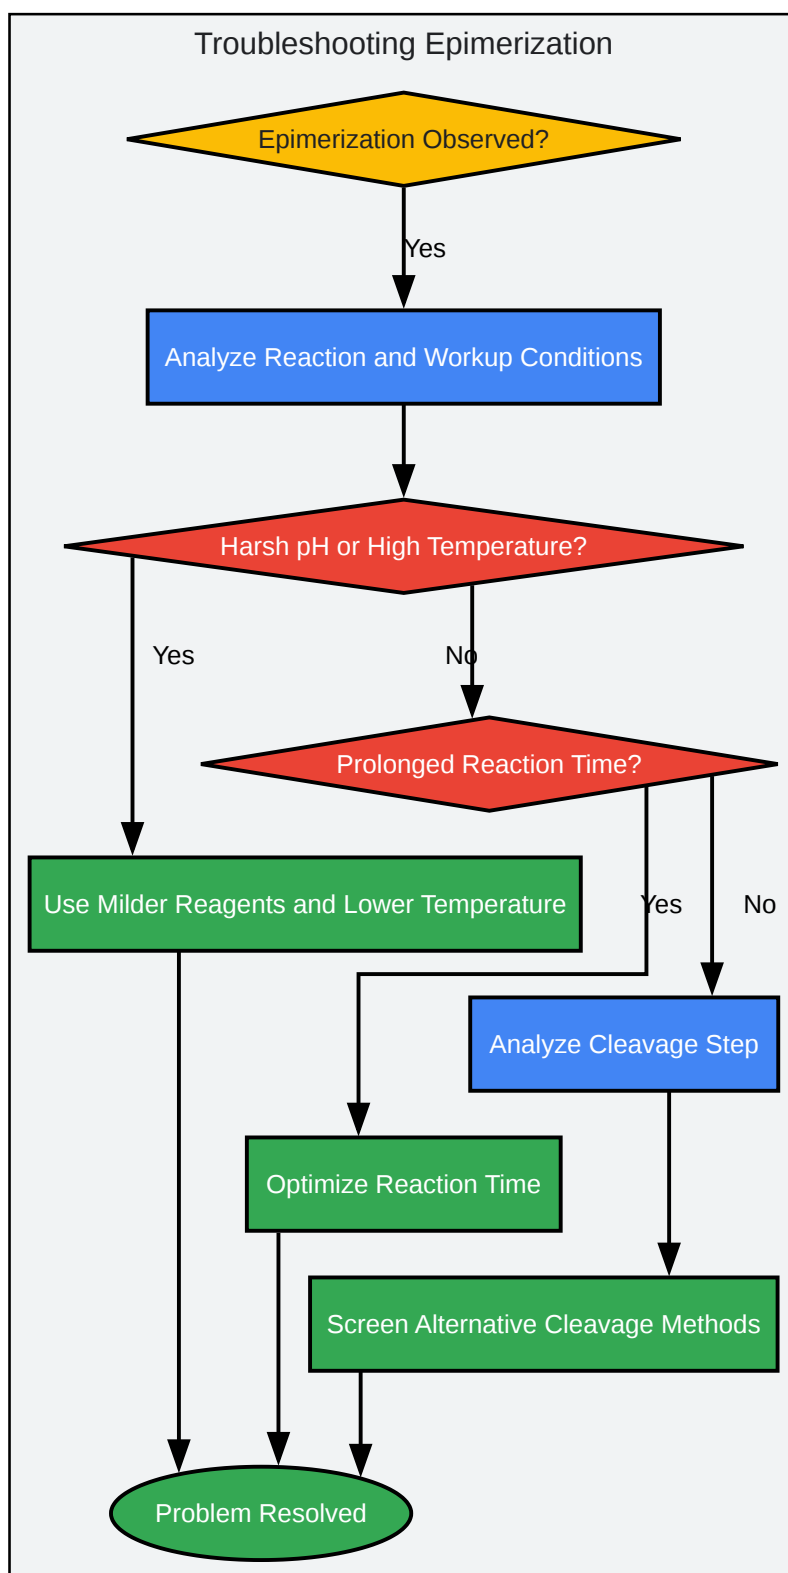 Troubleshooting Epimerization
Epimerization Observed?
Yes
Analyze Reaction and Workup Conditions
Harsh pH or High Temperature?
Yes
No
Prolonged Reaction Time?
Use Milder Reagents and Lower Temperature
Yes
No
Analyze Cleavage Step
Optimize Reaction Time
Screen Alternative Cleavage Methods
Problem Resolved